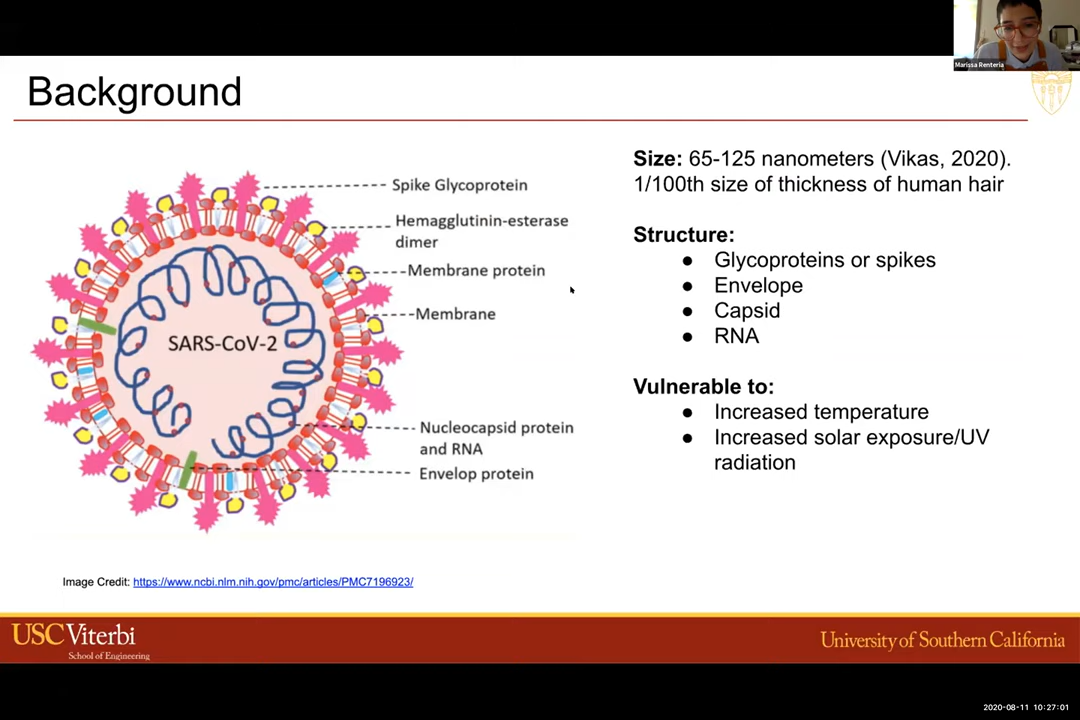 Marissa Renteria
Background
Spike Glycoprotein
Hemagglutinin-esterase
dimer
Membrane protein
Membrane
SARS-CoV-2
Nucleocapsid protein
and RNA
Envelop protein
Image Credit: https://www.ncbi.nlm.nih.gov/pmc/articles/PMC7196923/
Size: 65-125 nanometers (Vikas, 2020).
1/100th size of thickness of human hair
Structure:
● Glycoproteins or spikes
● Envelope
● Capsid
● RNA
Vulnerable to:
● Increased temperature
● Increased solar exposure/UV
radiation
USC Viterbi
School of Engineering
University of Southern California
2020-08-11 10:27:01